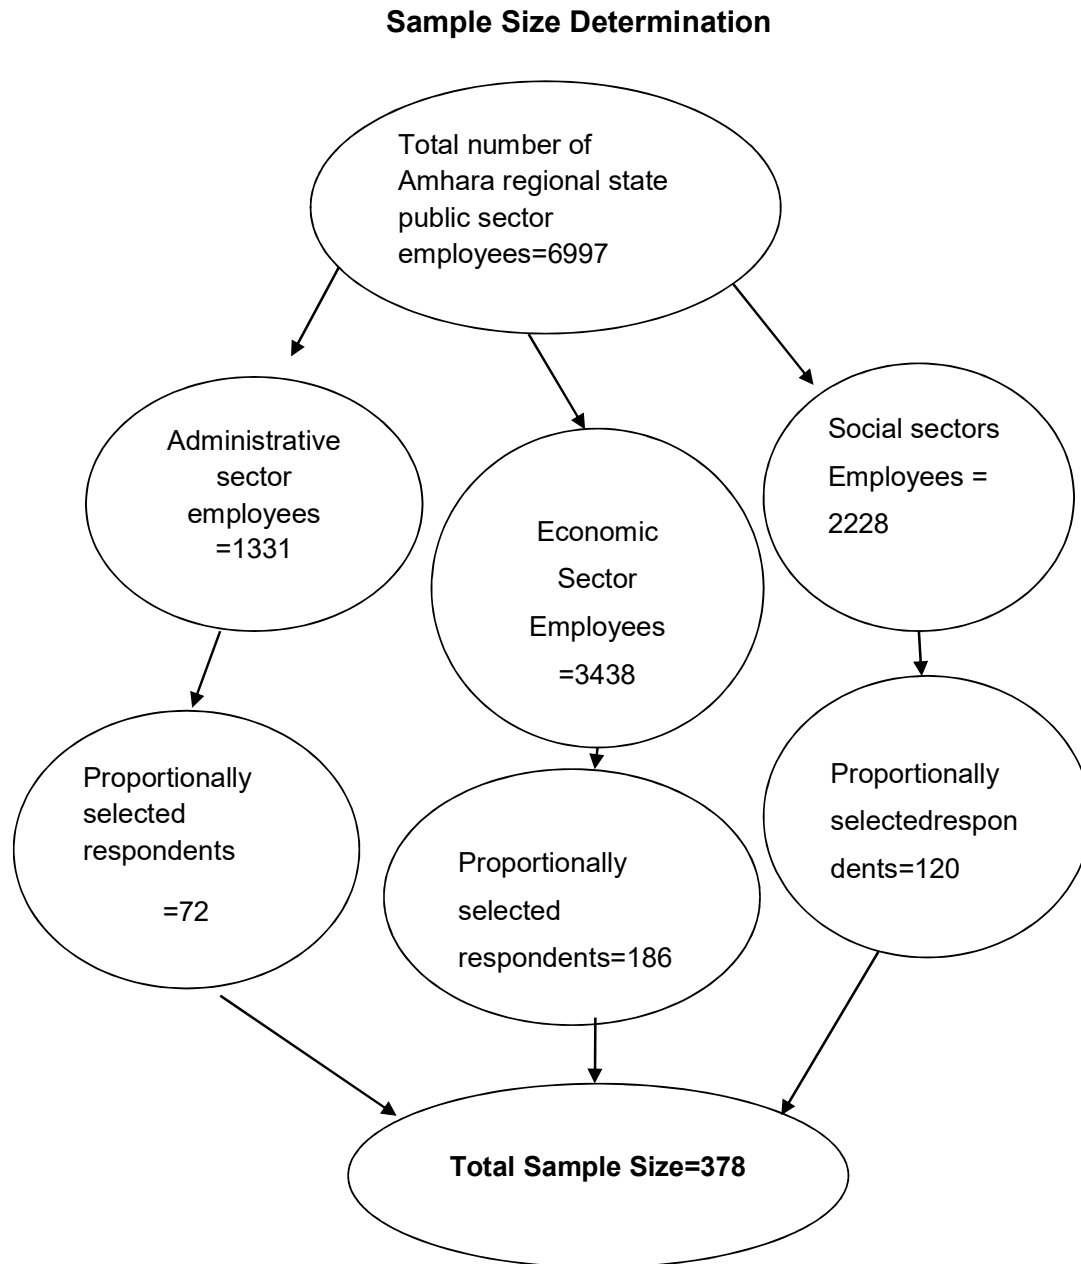 Sample Size Determination
Total number of
Amhara regional state
public sector
employees=6997
Administrative
sector
employees
=1331
Economic
Sector
Employees
=3438
Social sectors
Employees =
2228
Proportionally
selected
respondents
=72
Proportionally
selected
respondents=186
Proportionally
selectedrespon
dents=120
Total Sample Size=378